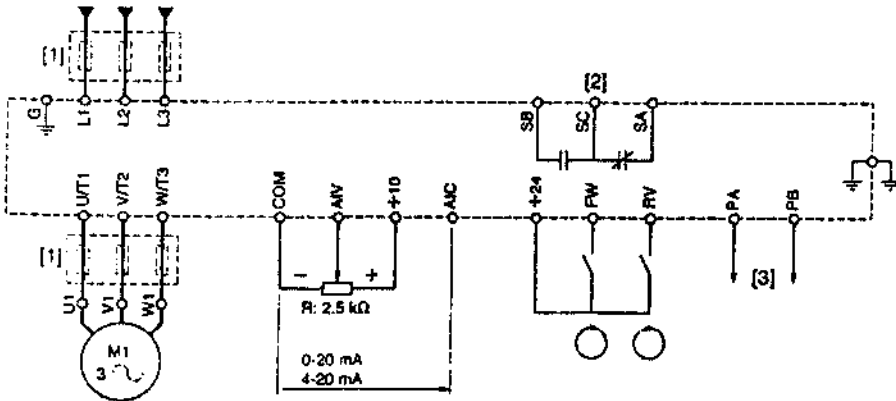 [1]
G
L1
L2
L3
[2]
SB
SC
SA
U/T1
V/T2
W/T3
COM
AIV
+10
AIC
+24
FW
RV
PA
PB
[1]
−
+
R: 2.5 kΩ
[3]
U1
V1
W1
M1
3
0-20 mA
4-20 mA